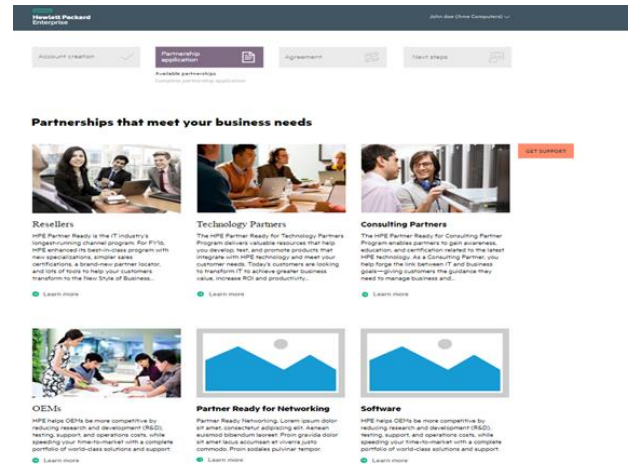 Hewlett Packard
Enterprise
John doe (Ame Computers)
Account creation
Partnership
application
Agreement
Next steps
Available partnerships
Complete partnership application
Partnerships that meet your business needs
GET SUPPORT
Resellers
HPE Partner Ready is the IT industry's
longest-running channel program. For FY16,
HPE enhanced its best-in-class program with
new specializations, simpler sales
certifications, a brand-new partner locator,
and lots of tools to help your customers
transform to the New Style of Business...
Learn more
Technology Partners
The HPE Partner Ready for Technology Partners
Program delivers valuable resources that help
you develop, test, and promote products that
integrate with HPE technology and meet your
customer needs. Today's customers are looking
to transform IT to achieve greater business
value, increase ROI and productivity...
Learn more
Consulting Partners
The HPE Partner Ready for Consulting Partner
Program enables partners to gain awareness,
education, and certification related to the latest
HPE technology. As a Consulting Partner, you
help forge the link between IT and business
goals—giving customers the guidance they
need to manage business and...
Learn more
OEMs
HPE helps OEMs be more competitive by
reducing research and development (R&D),
testing, support, and operations costs, while
speeding your time-to-market with a complete
portfolio of world-class solutions and support
Learn more
Partner Ready for Networking
Partner Ready Networking. Lorem ipsum dolor
sit amet, consectetur adipiscing elit. Aenean
euismod bibendum laoreet. Proin gravida dolor
sit amet lacus accumsan et viverra justo
commodo. Proin sodales pulvinar tempor.
Learn more
Software
HPE helps OEMs be more competitive by
reducing research and development (R&D),
testing, support, and operations costs, while
speeding your time-to-market with a complete
portfolio of world-class solutions and support
Learn more